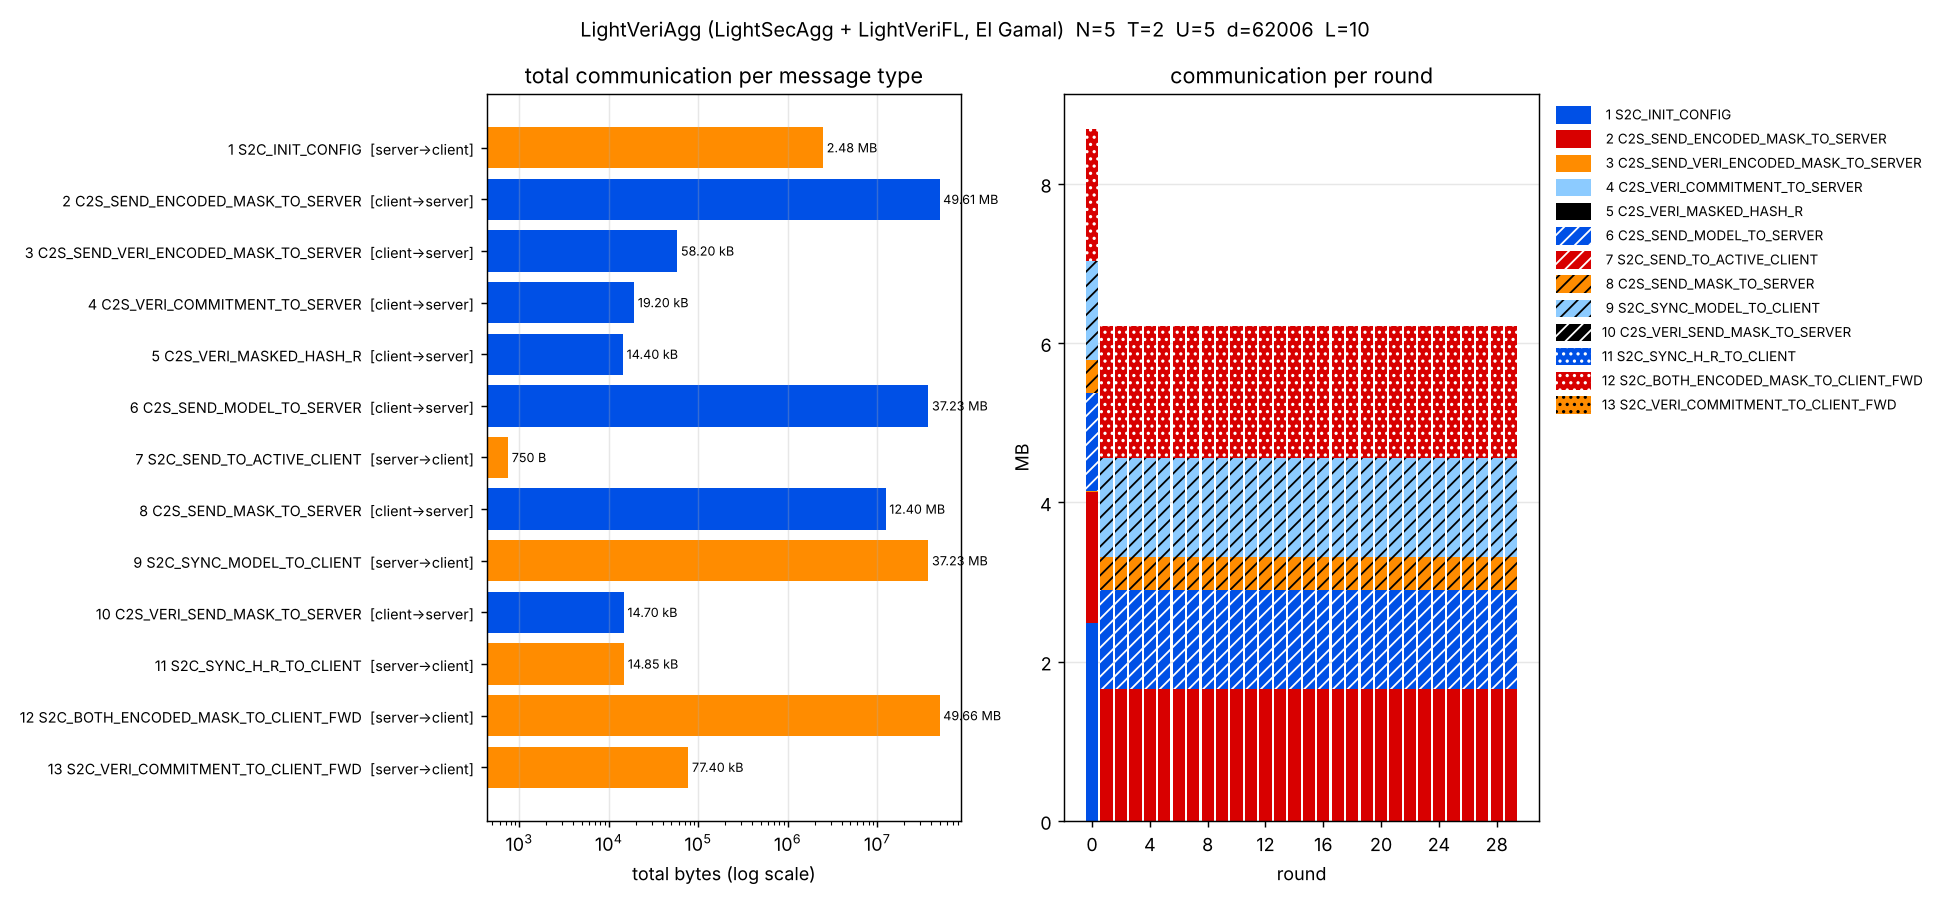 LightVeriAgg (LightSecAgg + LightVeriFL, El Gamal)  N=5  T=2  U=5  d=62006  L=10
total communication per message type
1 S2C_INIT_CONFIG  [server→client]
2.48 MB
2 C2S_SEND_ENCODED_MASK_TO_SERVER  [client→server]
49.61 MB
3 C2S_SEND_VERI_ENCODED_MASK_TO_SERVER  [client→server]
58.20 kB
4 C2S_VERI_COMMITMENT_TO_SERVER  [client→server]
19.20 kB
5 C2S_VERI_MASKED_HASH_R  [client→server]
14.40 kB
6 C2S_SEND_MODEL_TO_SERVER  [client→server]
37.23 MB
7 S2C_SEND_TO_ACTIVE_CLIENT  [server→client]
750 B
8 C2S_SEND_MASK_TO_SERVER  [client→server]
12.40 MB
9 S2C_SYNC_MODEL_TO_CLIENT  [server→client]
37.23 MB
10 C2S_VERI_SEND_MASK_TO_SERVER  [client→server]
14.70 kB
11 S2C_SYNC_H_R_TO_CLIENT  [server→client]
14.85 kB
12 S2C_BOTH_ENCODED_MASK_TO_CLIENT_FWD  [server→client]
49.66 MB
13 S2C_VERI_COMMITMENT_TO_CLIENT_FWD  [server→client]
77.40 kB
10³ 10⁴ 10⁵ 10⁶ 10⁷
total bytes (log scale)
communication per round
MB
8
6
4
2
0
0 4 8 12 16 20 24 28
round
1 S2C_INIT_CONFIG
2 C2S_SEND_ENCODED_MASK_TO_SERVER
3 C2S_SEND_VERI_ENCODED_MASK_TO_SERVER
4 C2S_VERI_COMMITMENT_TO_SERVER
5 C2S_VERI_MASKED_HASH_R
6 C2S_SEND_MODEL_TO_SERVER
7 S2C_SEND_TO_ACTIVE_CLIENT
8 C2S_SEND_MASK_TO_SERVER
9 S2C_SYNC_MODEL_TO_CLIENT
10 C2S_VERI_SEND_MASK_TO_SERVER
11 S2C_SYNC_H_R_TO_CLIENT
12 S2C_BOTH_ENCODED_MASK_TO_CLIENT_FWD
13 S2C_VERI_COMMITMENT_TO_CLIENT_FWD